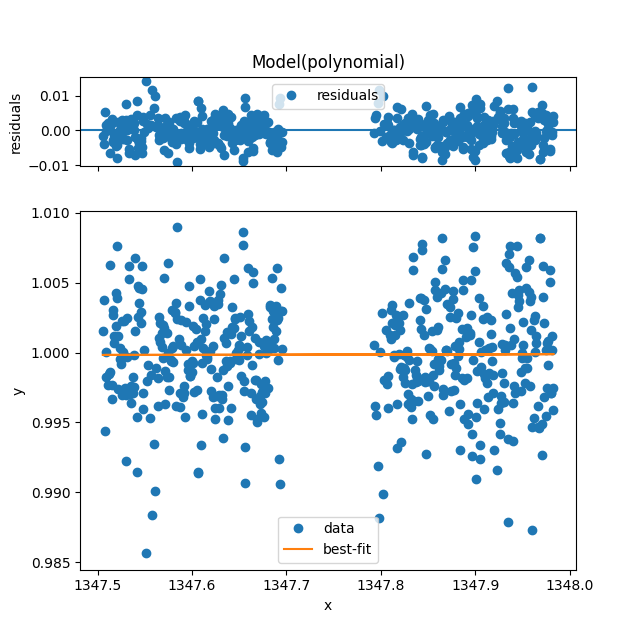 Model(polynomial)
residuals
0.01
0.00
−0.01
residuals
1.010
1.005
1.000
0.995
0.990
0.985
y
data
best-fit
1347.5 1347.6 1347.7 1347.8 1347.9 1348.0
x